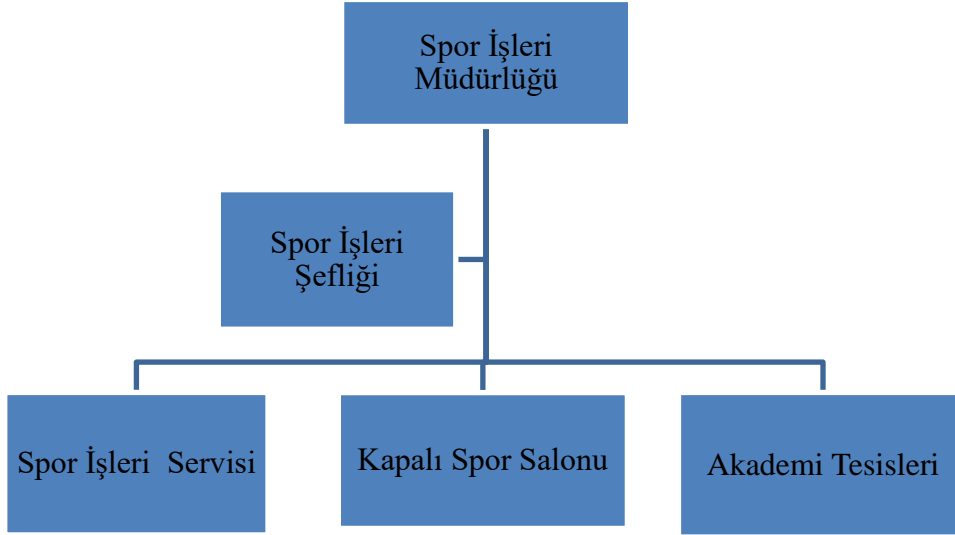 Spor İşleri
Müdürlüğü
Spor İşleri
Şefliği
Spor İşleri  Servisi
Kapalı Spor Salonu
Akademi Tesisleri